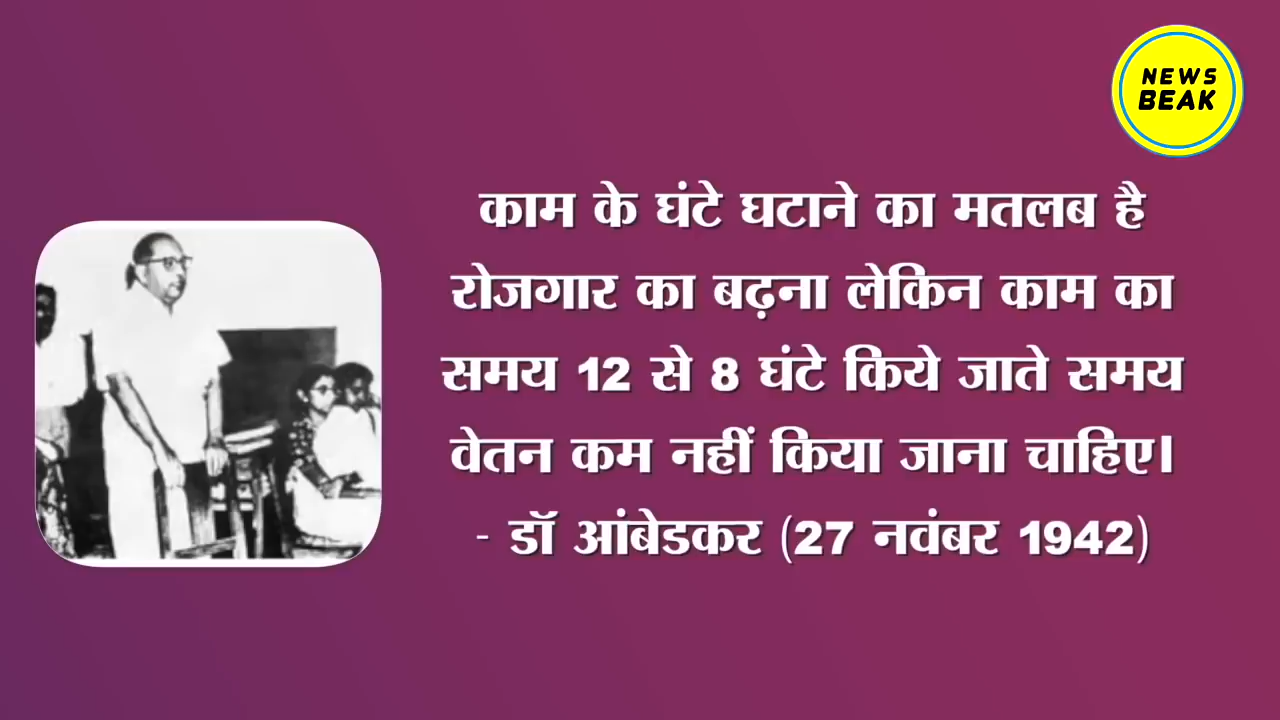 NEWS
BEAK
काम के घंटे घटाने का मतलब है
रोजगार का बढ़ना लेकिन काम का
समय 12 से 8 घंटे किये जाते समय
वेतन कम नहीं किया जाना चाहिए।
- डॉ आंबेडकर (27 नवंबर 1942)